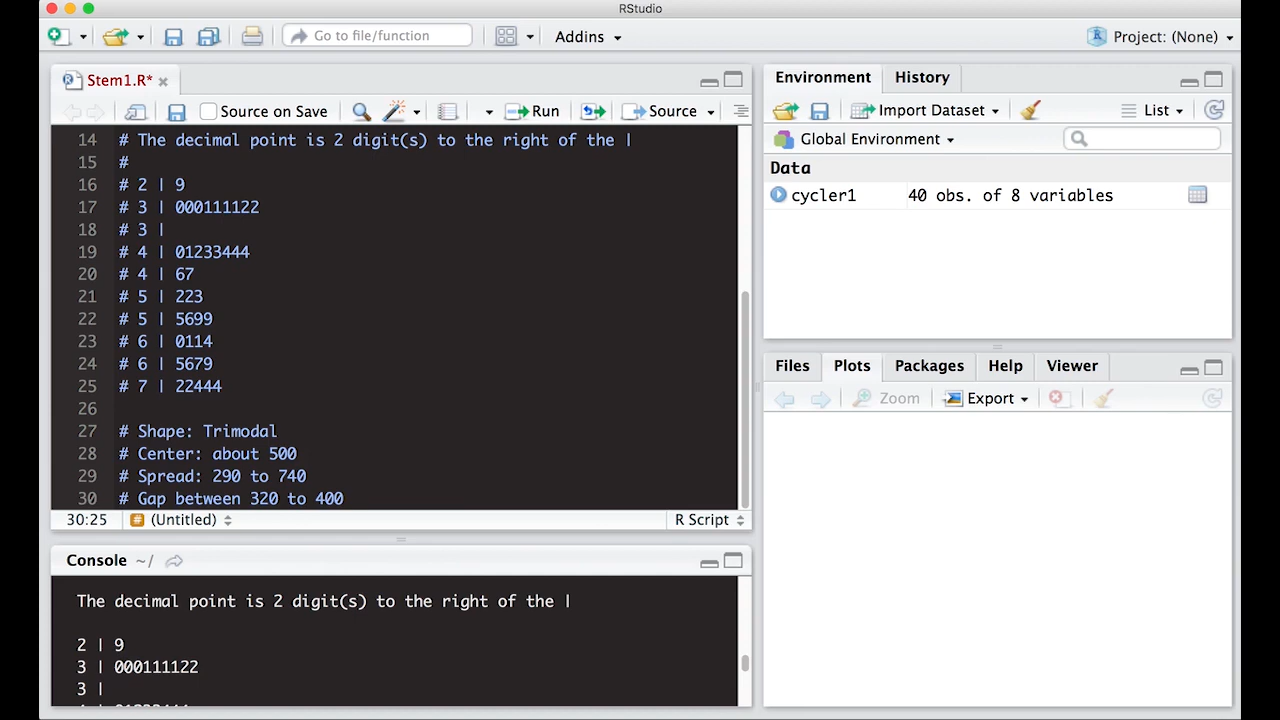 RStudio
Go to file/function
Addins
Project: (None)
Stem1.R*
Source on Save
Run
Source
14 # The decimal point is 2 digit(s) to the right of the |
15 #
16 # 2 | 9
17 # 3 | 000111122
18 # 3 |
19 # 4 | 01233444
20 # 4 | 67
21 # 5 | 223
22 # 5 | 5699
23 # 6 | 0114
24 # 6 | 5679
25 # 7 | 22444
26
27 # Shape: Trimodal
28 # Center: about 500
29 # Spread: 290 to 740
30 # Gap between 320 to 400
30:25 # (Untitled) R Script
Console ~/
The decimal point is 2 digit(s) to the right of the |
2 | 9
3 | 000111122
3 |
4 | 01233444
Environment History
Import Dataset List
Global Environment
Data
cycler1 40 obs. of 8 variables
Files Plots Packages Help Viewer
Zoom Export